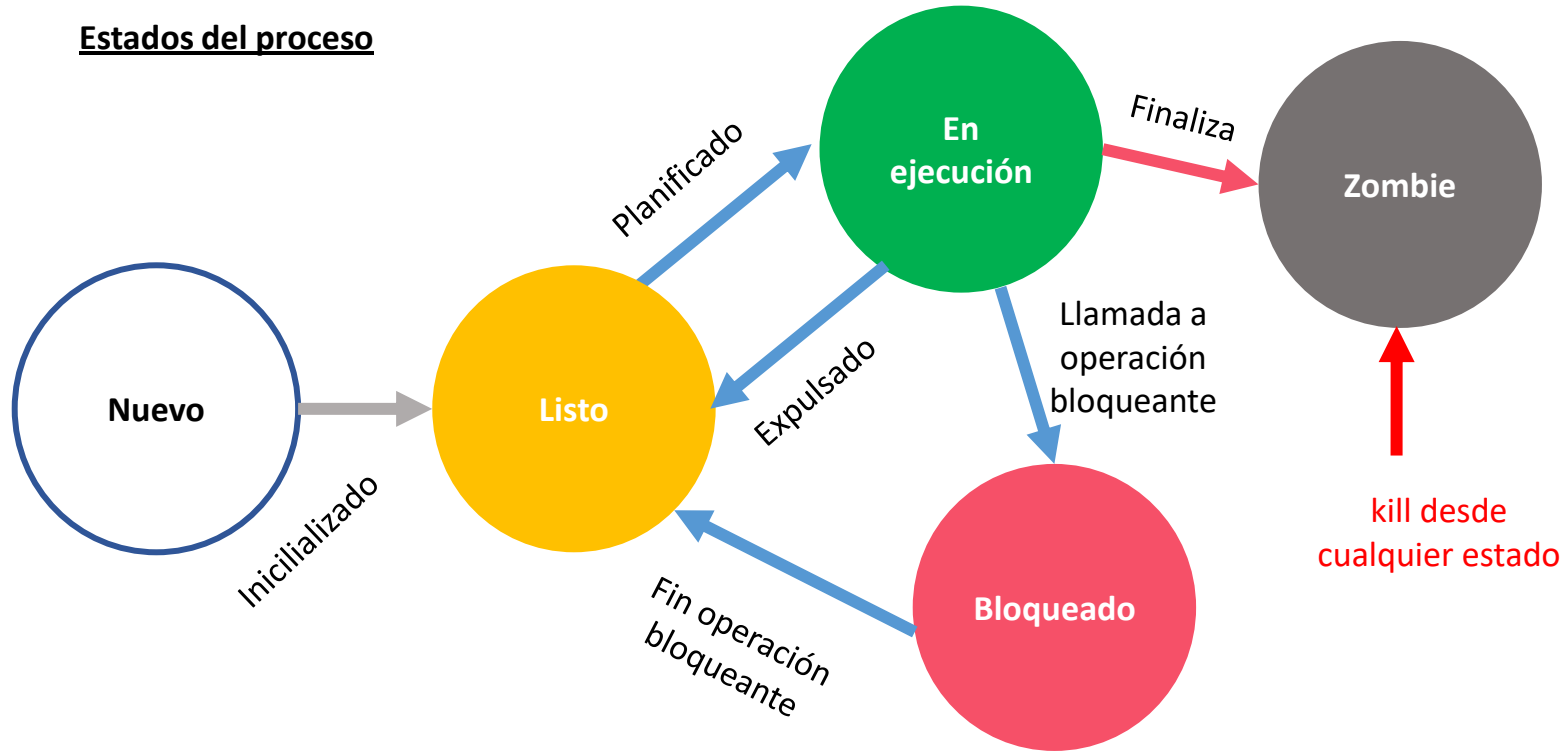 Estados del proceso
En
ejecución
Finaliza
Zombie
Planificado
Nuevo
Inicilializado
Listo
Expulsado
Llamada a
operación
bloqueante
Fin operación
bloqueante
Bloqueado
kill desde
cualquier estado